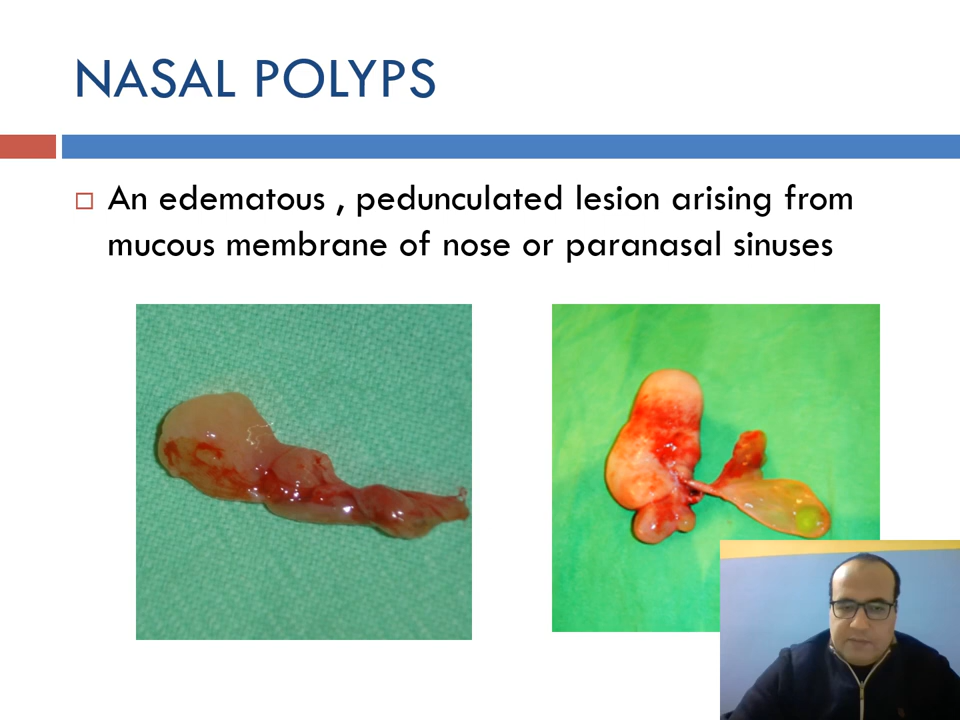 NASAL POLYPS
An edematous , pedunculated lesion arising from
mucous membrane of nose or paranasal sinuses